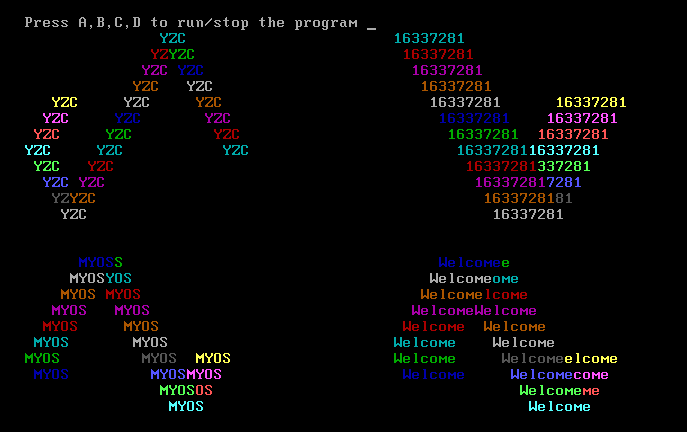 Press A,B,C,D to run/stop the program _
YZC 16337281
YZYZC 16337281
YZC YZC 16337281
YZC YZC 16337281
YZC YZC YZC 16337281 16337281
YZC YZC YZC 16337281 16337281
YZC YZC YZC 16337281 16337281
YZC YZC YZC 1633728116337281
YZC YZC 16337281337281
YZC YZC 163372817281
YZYZC 1633728181
YZC 16337281
MYOSS Welcomee
MYOSYOS Welcomeome
MYOS MYOS Welcomelcome
MYOS MYOS WelcomeWelcome
MYOS MYOS Welcome Welcome
MYOS MYOS Welcome Welcome
MYOS MYOS MYOS Welcome Welcomeelcome
MYOS MYOSMYOS Welcome Welcomecome
MYOSOS Welcomeme
MYOS Welcome